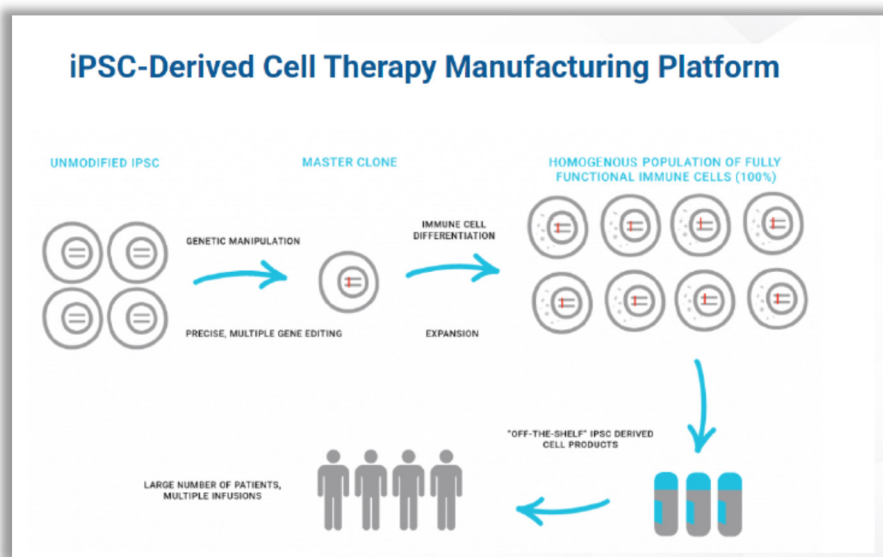 iPSC-Derived Cell Therapy Manufacturing Platform
UNMODIFIED IPSC
MASTER CLONE
HOMOGENOUS POPULATION OF FULLY
FUNCTIONAL IMMUNE CELLS (100%)
GENETIC MANIPULATION
IMMUNE CELL
DIFFERENTIATION
PRECISE, MULTIPLE GENE EDITING
EXPANSION
"OFF-THE-SHELF" IPSC DERIVED
CELL PRODUCTS
LARGE NUMBER OF PATIENTS,
MULTIPLE INFUSIONS